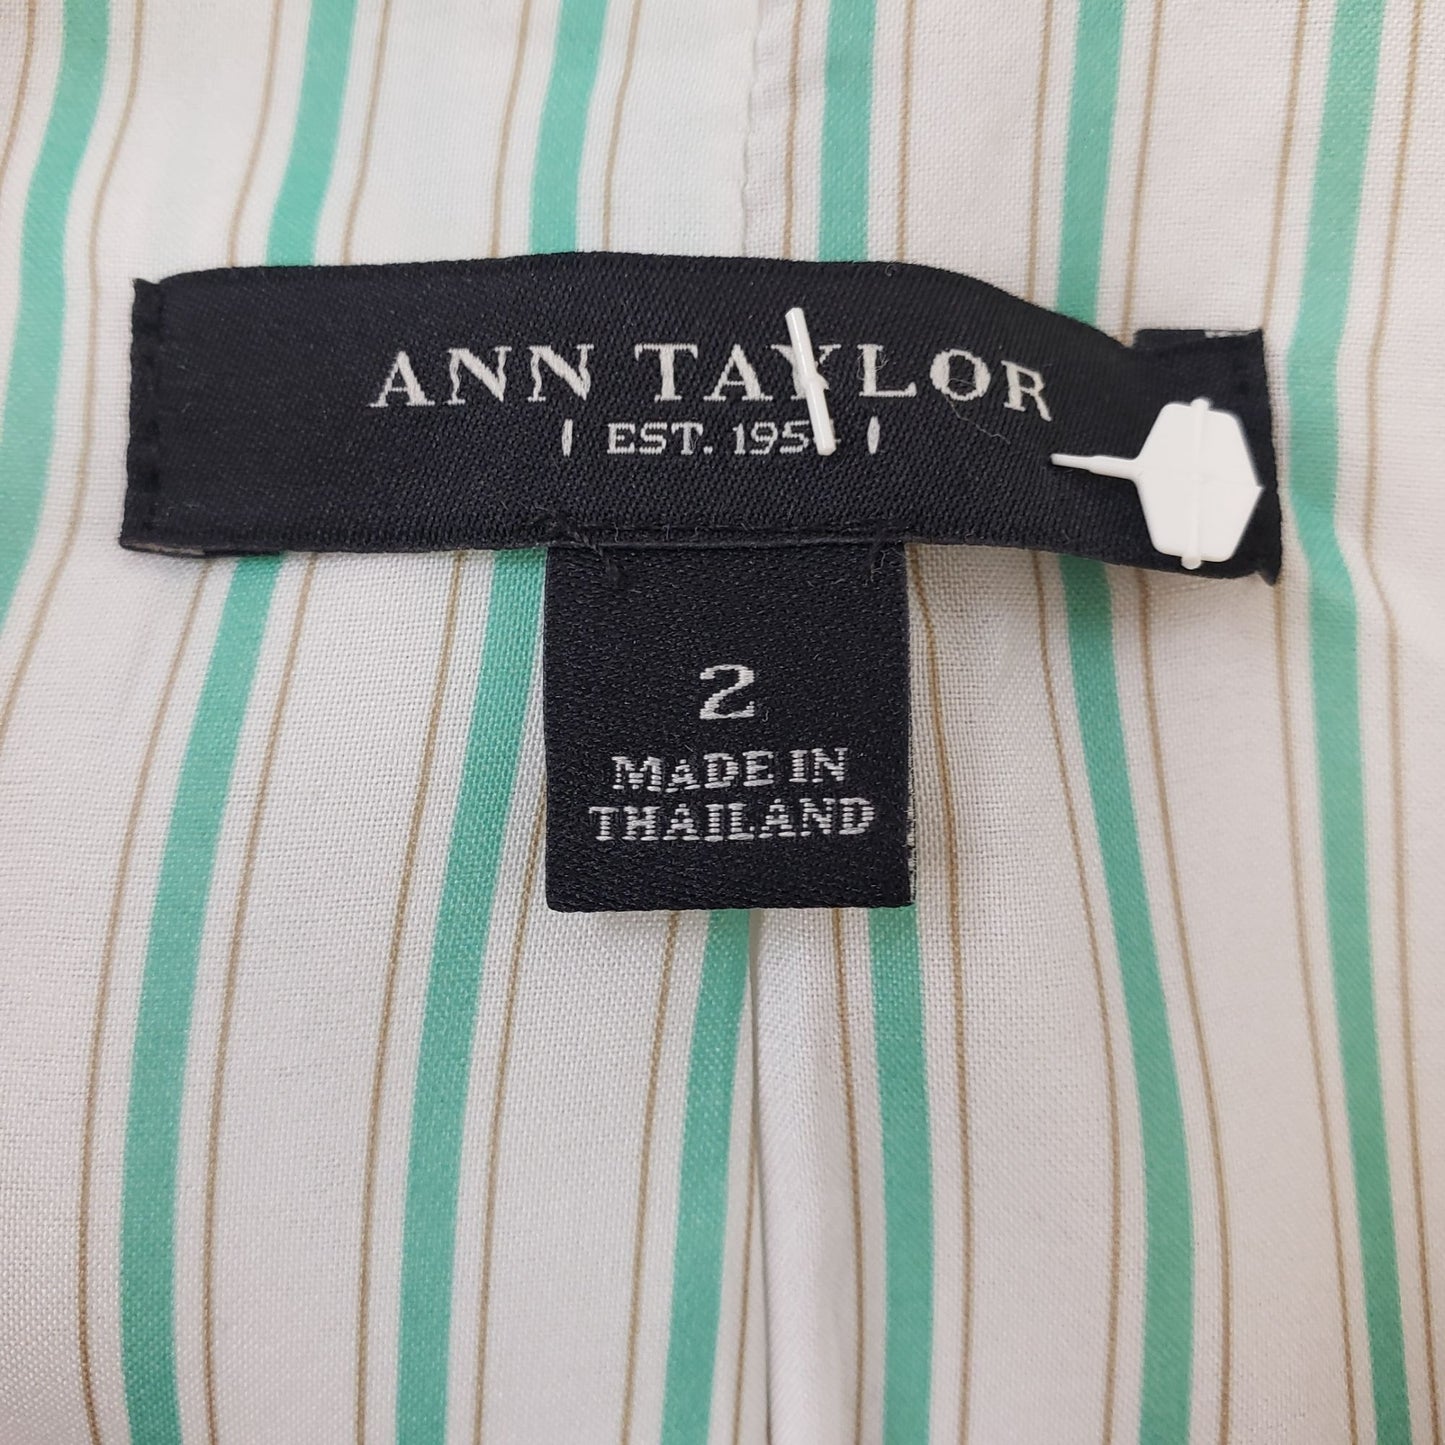 ANN TAYLOR
EST. 195
2
MADE IN
THAILAND